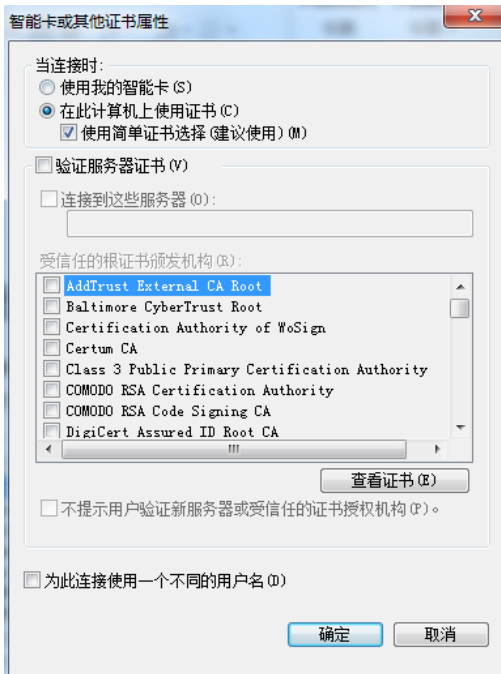 智能卡或其他证书属性
当连接时:
使用我的智能卡(S)
在此计算机上使用证书(C)
使用简单证书选择(建议使用)(M)
验证服务器证书(V)
连接到这些服务器(O):
受信任的根证书颁发机构(R):
AddTrust External CA Root
Baltimore CyberTrust Root
Certification Authority of WoSign
Certum CA
Class 3 Public Primary Certification Authority
COMODO RSA Certification Authority
COMODO RSA Code Signing CA
DigiCert Assured ID Root CA
查看证书(E)
不提示用户验证新服务器或受信任的证书授权机构(P)。
为此连接使用一个不同的用户名(D)
确定
取消